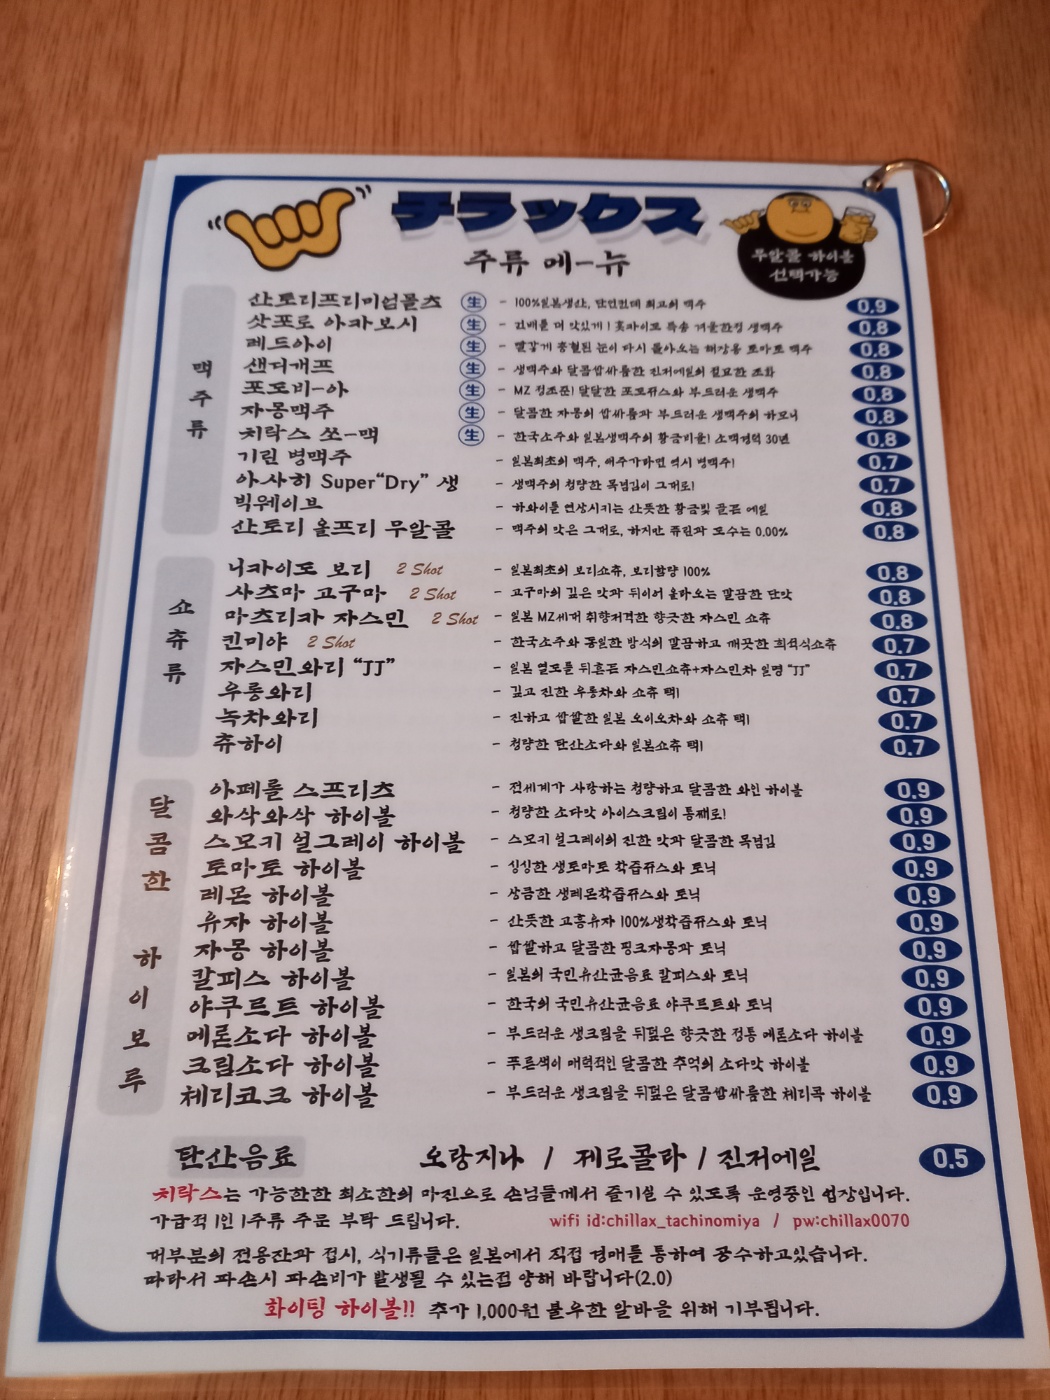 チラックス
주류 메-뉴
무알콜 하이볼
선택가능
맥주류
산토리프리미엄몰츠 生 - 100%일본생산, 단언컨데 최고의 맥주 0.9
삿포로 아카보시 生 - 건배를 더 맛있게! 홋카이도 특송 겨울한정 생맥주 0.8
레드아이 生 - 빨갛게 충혈된 눈이 다시 돌아오는 해장용 토마토 맥주 0.8
샌디개프 生 - 생맥주와 달콤쌉싸름한 진저에일의 절묘한 조화 0.8
포도비-아 生 - MZ 정조준! 달달한 포도쥬스와 부드러운 생맥주 0.8
자몽맥주 生 - 달콤한 자몽의 쌉싸름과 부드러운 생맥주의 하모니 0.8
치락스 쏘-맥 生 - 한국소주와 일본생맥주의 황금비율! 소맥경력 30년 0.8
기린 병맥주 - 일본최초의 맥주, 애주가라면 역시 병맥주! 0.7
아사히 Super“Dry” 생 - 생맥주의 청량한 목넘김이 그대로! 0.7
빅웨이브 - 하와이를 연상시키는 산뜻한 황금빛 골든 에일 0.8
산토리 올프리 무알콜 - 맥주의 맛은 그대로, 하지만 퓨린과 도수는 0.00% 0.8
쇼츄류
니카이도 보리 2 Shot - 일본최초의 보리쇼츄, 보리함량 100% 0.8
사츠마 고구마 2 Shot - 고구마의 깊은 맛과 뒤이어 올라오는 깔끔한 단맛 0.8
마츠리카 자스민 2 Shot - 일본 MZ세대 취향저격한 향긋한 자스민 쇼츄 0.8
킨미야 2 Shot - 한국소주와 동일한 방식의 깔끔하고 깨끗한 희석식쇼츄 0.7
자스민와리 “JJ” - 일본 열도를 뒤흔든 자스민쇼츄+자스민차 일명 “JJ” 0.7
우롱와리 - 깊고 진한 우롱차와 쇼츄 택1 0.7
녹차와리 - 진하고 쌉쌀한 일본 오이오차와 쇼츄 택1 0.7
츄하이 - 청량한 탄산소다와 일본쇼츄 택1 0.7
달콤한 하이보루
아페롤 스프리츠 - 전세계가 사랑하는 청량하고 달콤한 와인 하이볼 0.9
와삭와삭 하이볼 - 청량한 소다맛 아이스크림이 통째로! 0.9
스모키 얼그레이 하이볼 - 스모키 얼그레이의 진한 맛과 달콤한 목넘김 0.9
토마토 하이볼 - 싱싱한 생토마토 착즙쥬스와 토닉 0.9
레몬 하이볼 - 상큼한 생레몬착즙쥬스와 토닉 0.9
유자 하이볼 - 산뜻한 고흥유자 100%생착즙쥬스와 토닉 0.9
자몽 하이볼 - 쌉쌀하고 달콤한 핑크자몽과 토닉 0.9
칼피스 하이볼 - 일본의 국민유산균음료 칼피스와 토닉 0.9
야쿠르트 하이볼 - 한국의 국민유산균음료 야쿠르트와 토닉 0.9
메론소다 하이볼 - 부드러운 생크림을 뒤덮은 향긋한 정통 메론소다 하이볼 0.9
크림소다 하이볼 - 푸른색이 매력적인 달콤한 추억의 소다맛 하이볼 0.9
체리코크 하이볼 - 부드러운 생크림을 뒤덮은 달콤쌉싸름한 체리콕 하이볼 0.9
탄산음료 오랑지나 / 제로콜라 / 진저에일 0.5
치락스는 가능한한 최소한의 마진으로 손님들께서 즐기실 수 있도록 운영중인 업장입니다.
가급적 1인 1주류 주문 부탁 드립니다. wifi id:chillax_tachinomiya / pw:chillax0070
대부분의 전용잔과 접시, 식기류들은 일본에서 직접 경매를 통하여 공수하고있습니다.
따라서 파손시 파손비가 발생될 수 있는점 양해 바랍니다(2.0)
화이팅 하이볼!! 추가 1,000원 불우한 알바을 위해 기부됩니다.